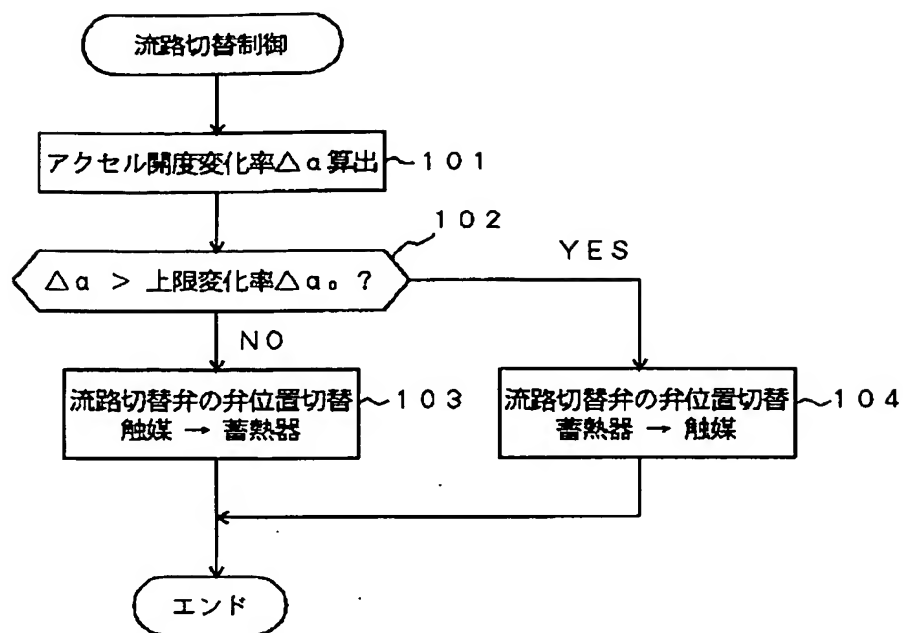 流路切替制御
アクセル開度変化率△α算出
101
102
△α > 上限変化率△α₀ ?
YES
NO
流路切替弁の弁位置切替
触媒 → 蓄熱器
103
流路切替弁の弁位置切替
蓄熱器 → 触媒
104
エンド